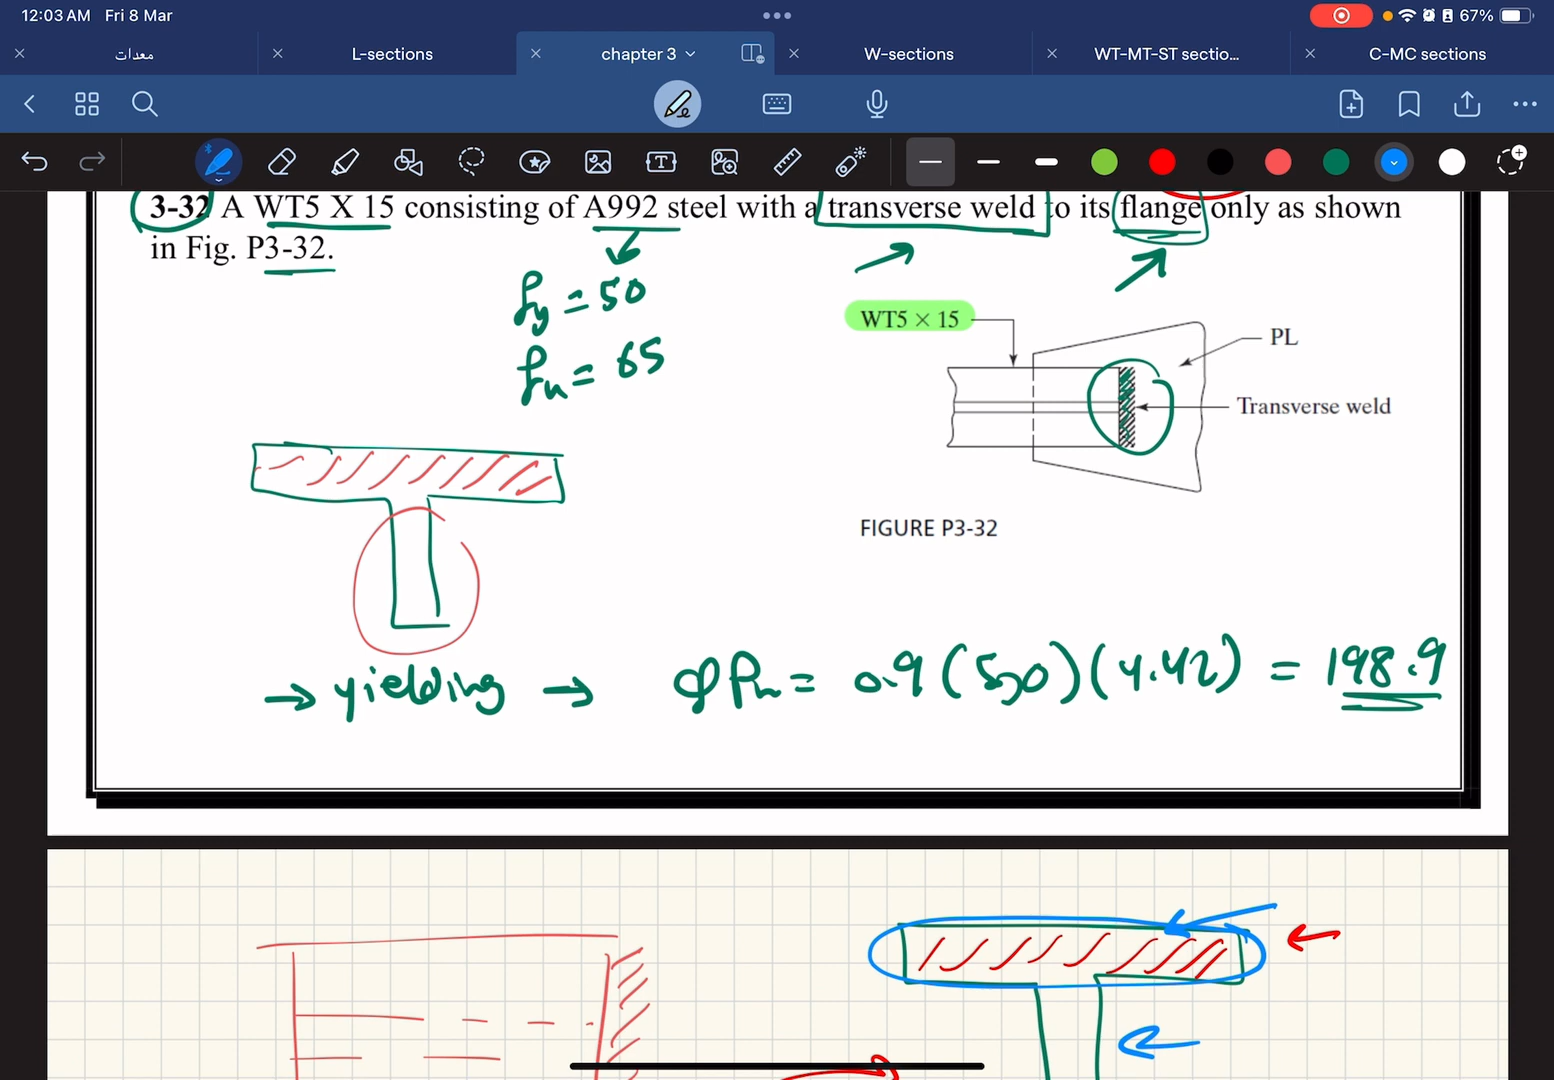 12:03 AM Fri 8 Mar
67%
معدات
L-sections
chapter 3
W-sections
WT-MT-ST sectio...
C-MC sections
3-32 A WT5 X 15 consisting of A992 steel with a transverse weld to its flange only as shown
in Fig. P3-32.
fy = 50
fu = 65
WT5 × 15
PL
Transverse weld
FIGURE P3-32
→ yielding → φPn = 0.9 (50) (4.42) = 198.9